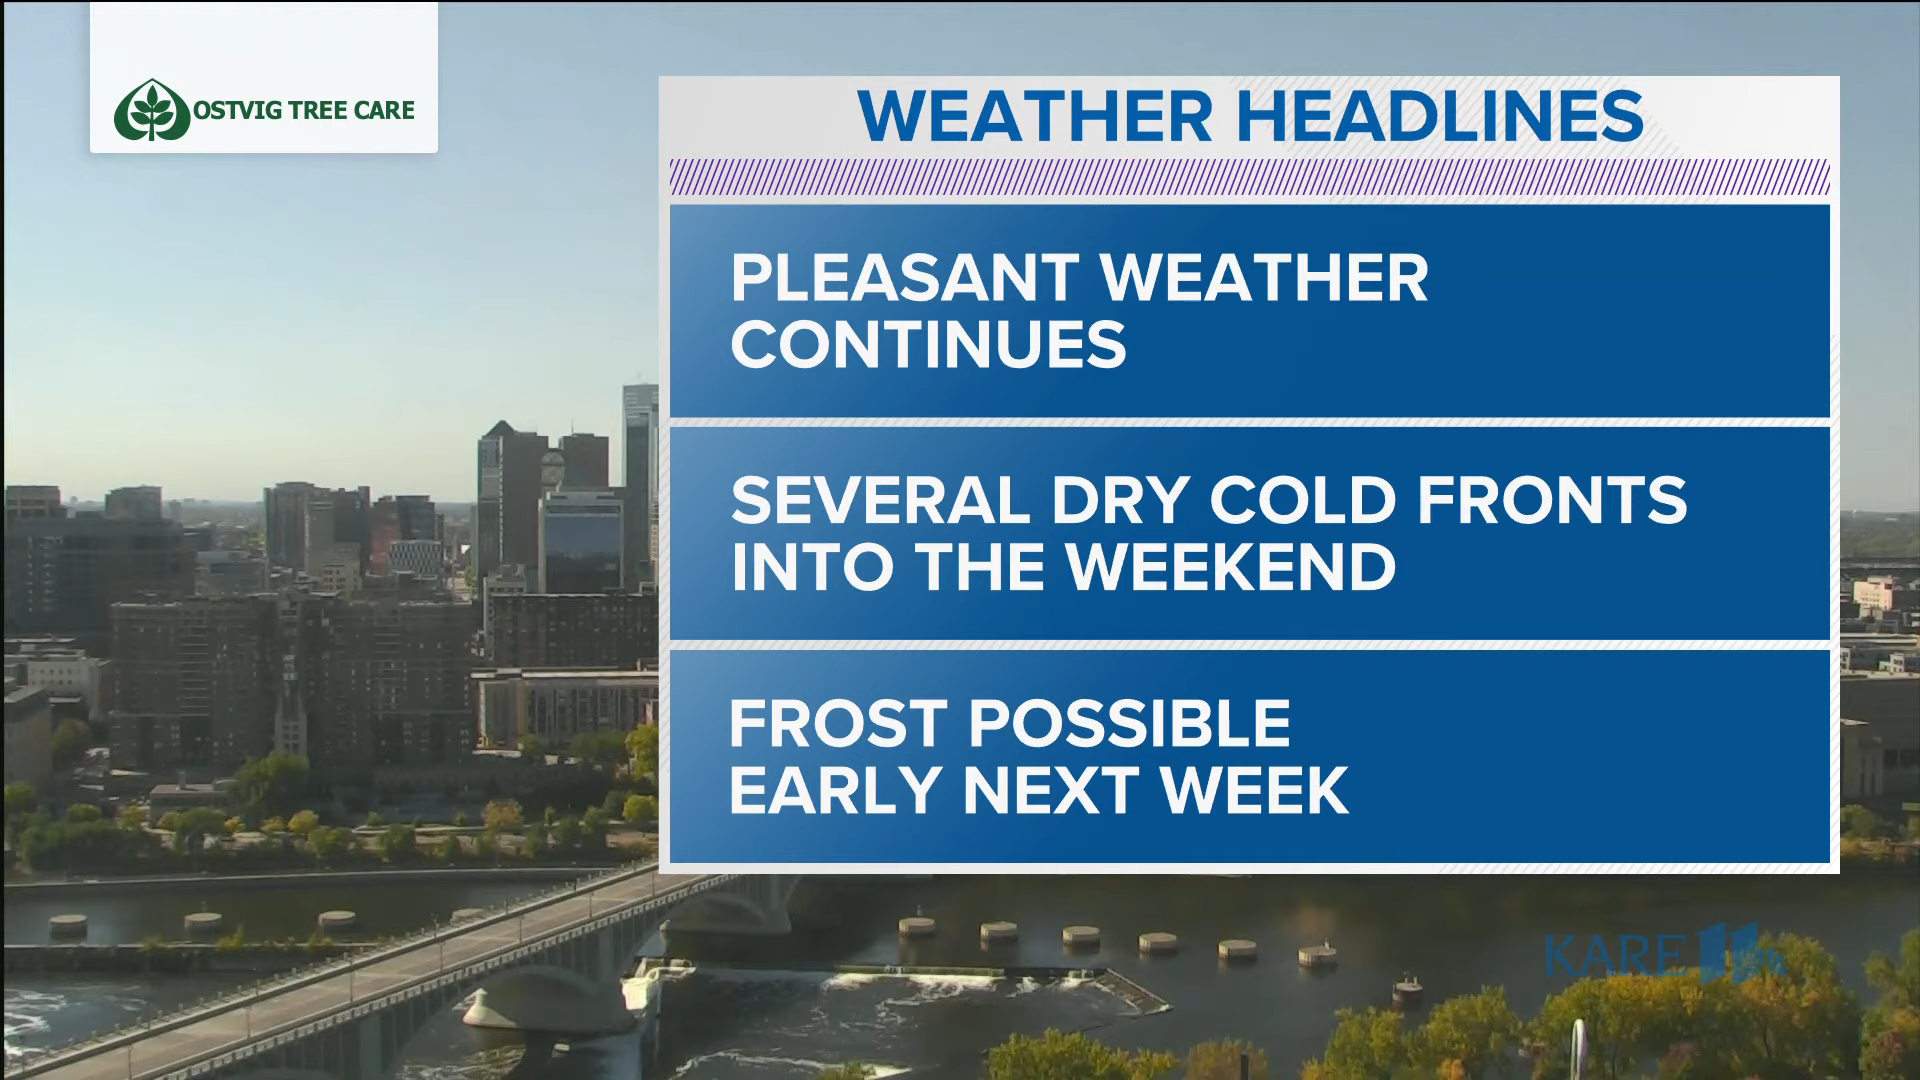 OSTVIG TREE CARE
WEATHER HEADLINES
PLEASANT WEATHER
CONTINUES
SEVERAL DRY COLD FRONTS
INTO THE WEEKEND
FROST POSSIBLE
EARLY NEXT WEEK
KARE 11